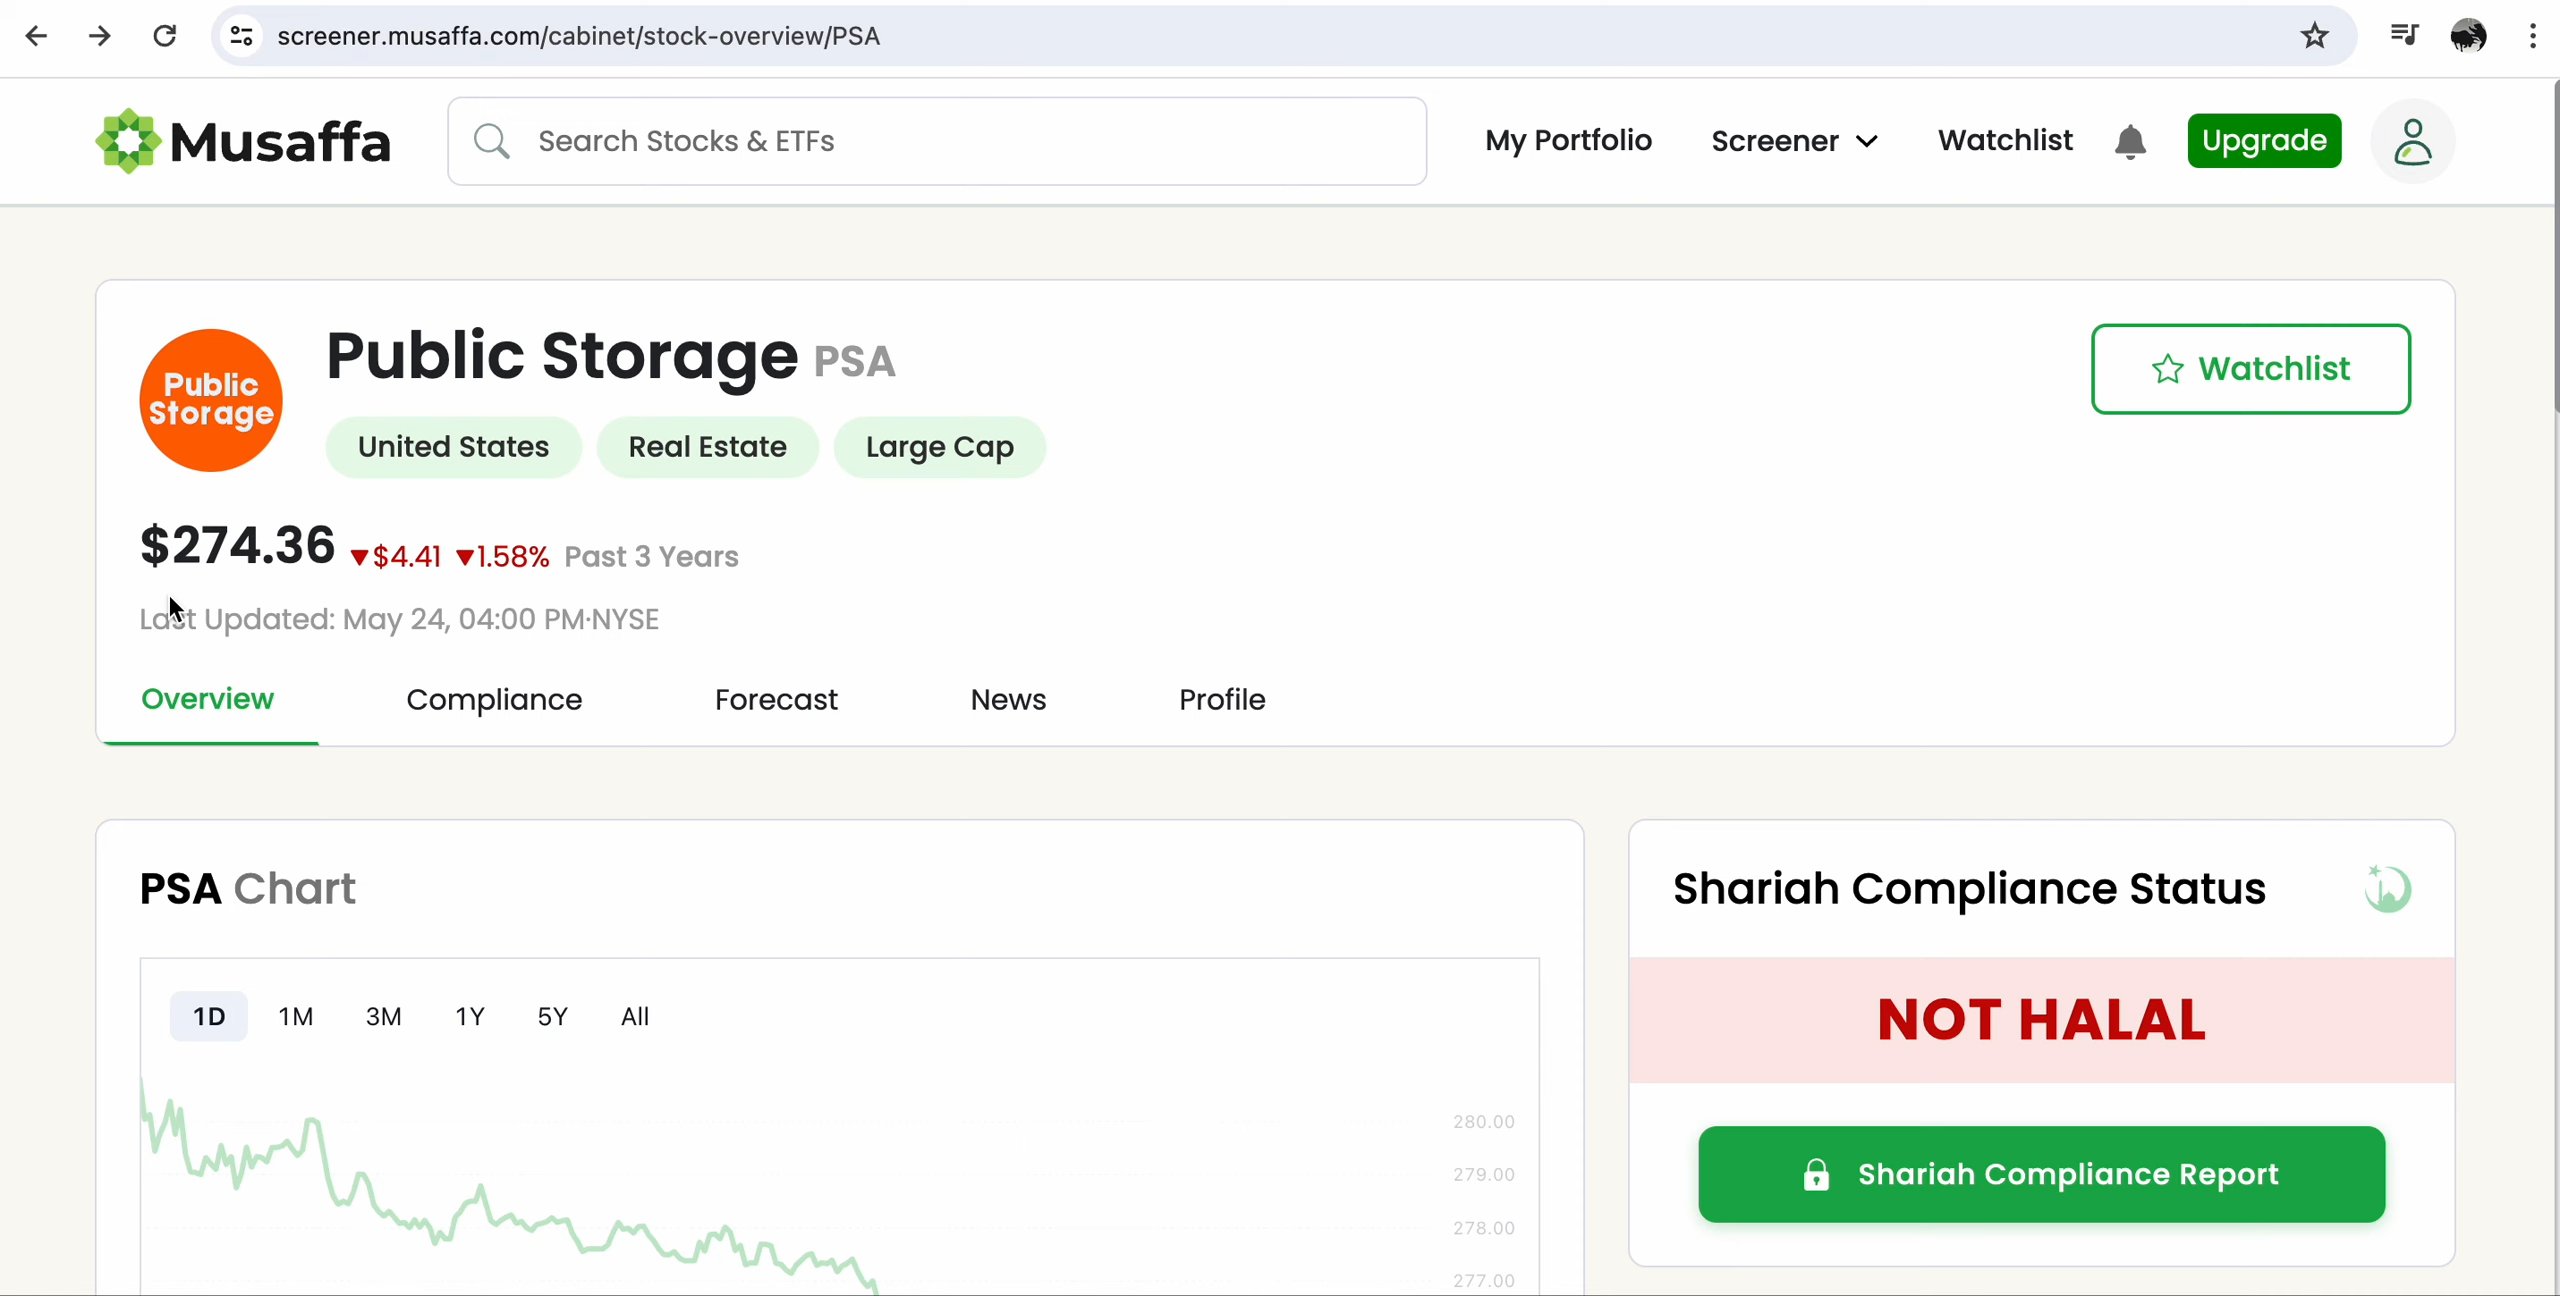 screener.musaffa.com/cabinet/stock-overview/PSA
Musaffa
Search Stocks & ETFs
My Portfolio
Screener
Watchlist
Upgrade
Public Storage
Public Storage PSA
Watchlist
United States
Real Estate
Large Cap
$274.36 ▼$4.41 ▼1.58% Past 3 Years
Last Updated: May 24, 04:00 PM·NYSE
Overview
Compliance
Forecast
News
Profile
PSA Chart
1D
1M
3M
1Y
5Y
All
280.00
279.00
278.00
277.00
Shariah Compliance Status
NOT HALAL
Shariah Compliance Report